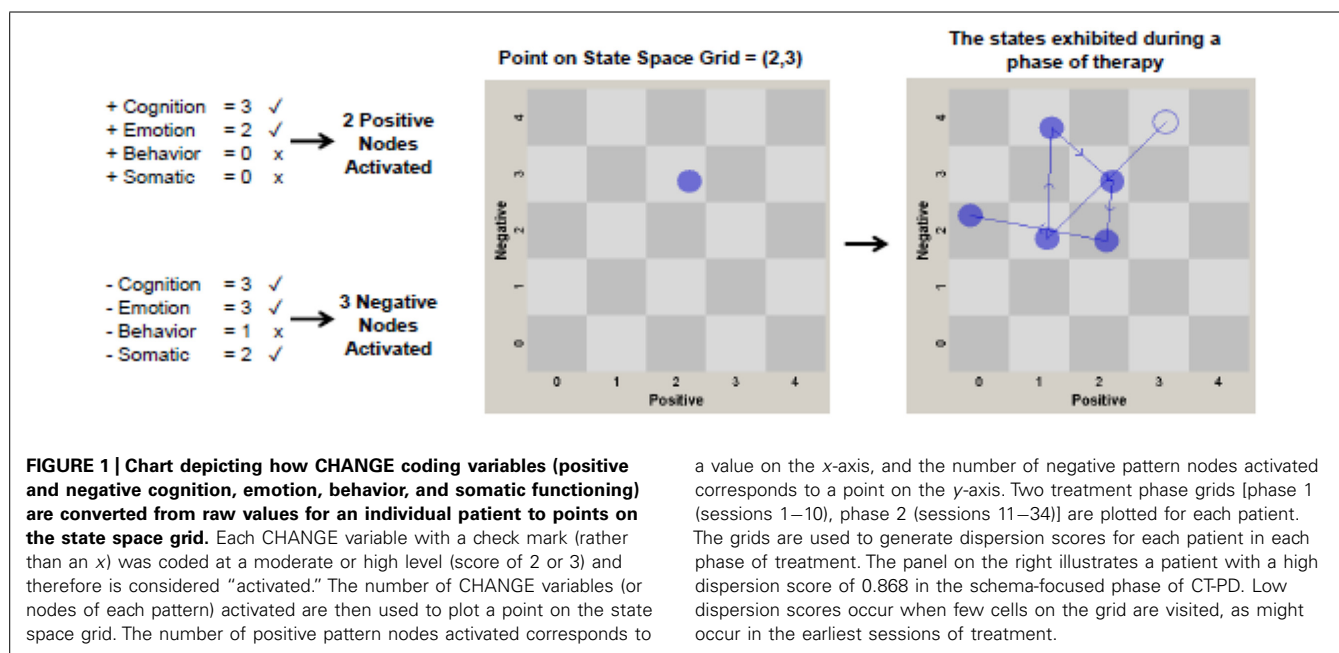 + Cognition = 3 ✓
+ Emotion = 2 ✓
+ Behavior = 0 x
+ Somatic = 0 x
2 Positive
Nodes
Activated
- Cognition = 3 ✓
- Emotion = 3 ✓
- Behavior = 1 x
- Somatic = 2 ✓
3 Negative
Nodes
Activated
Point on State Space Grid = (2,3)
Negative
4
3
2
1
0
0 1 2 3 4
Positive
The states exhibited during a
phase of therapy
Negative
4
3
2
1
0
0 1 2 3 4
Positive
FIGURE 1 | Chart depicting how CHANGE coding variables (positive
and negative cognition, emotion, behavior, and somatic functioning)
are converted from raw values for an individual patient to points on
the state space grid. Each CHANGE variable with a check mark (rather
than an x) was coded at a moderate or high level (score of 2 or 3) and
therefore is considered “activated.” The number of CHANGE variables (or
nodes of each pattern) activated are then used to plot a point on the state
space grid. The number of positive pattern nodes activated corresponds to
a value on the x-axis, and the number of negative pattern nodes activated
corresponds to a point on the y-axis. Two treatment phase grids [phase 1
(sessions 1–10), phase 2 (sessions 11–34)] are plotted for each patient.
The grids are used to generate dispersion scores for each patient in each
phase of treatment. The panel on the right illustrates a patient with a high
dispersion score of 0.868 in the schema-focused phase of CT-PD. Low
dispersion scores occur when few cells on the grid are visited, as might
occur in the earliest sessions of treatment.